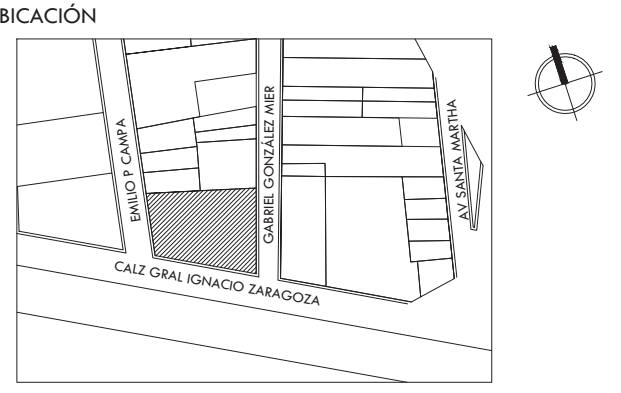 BICACIÓN
EMILIO P CAMPA
GABRIEL GONZÁLEZ MIER
AV SANTA MARTHA
CALZ GRAL IGNACIO ZARAGOZA